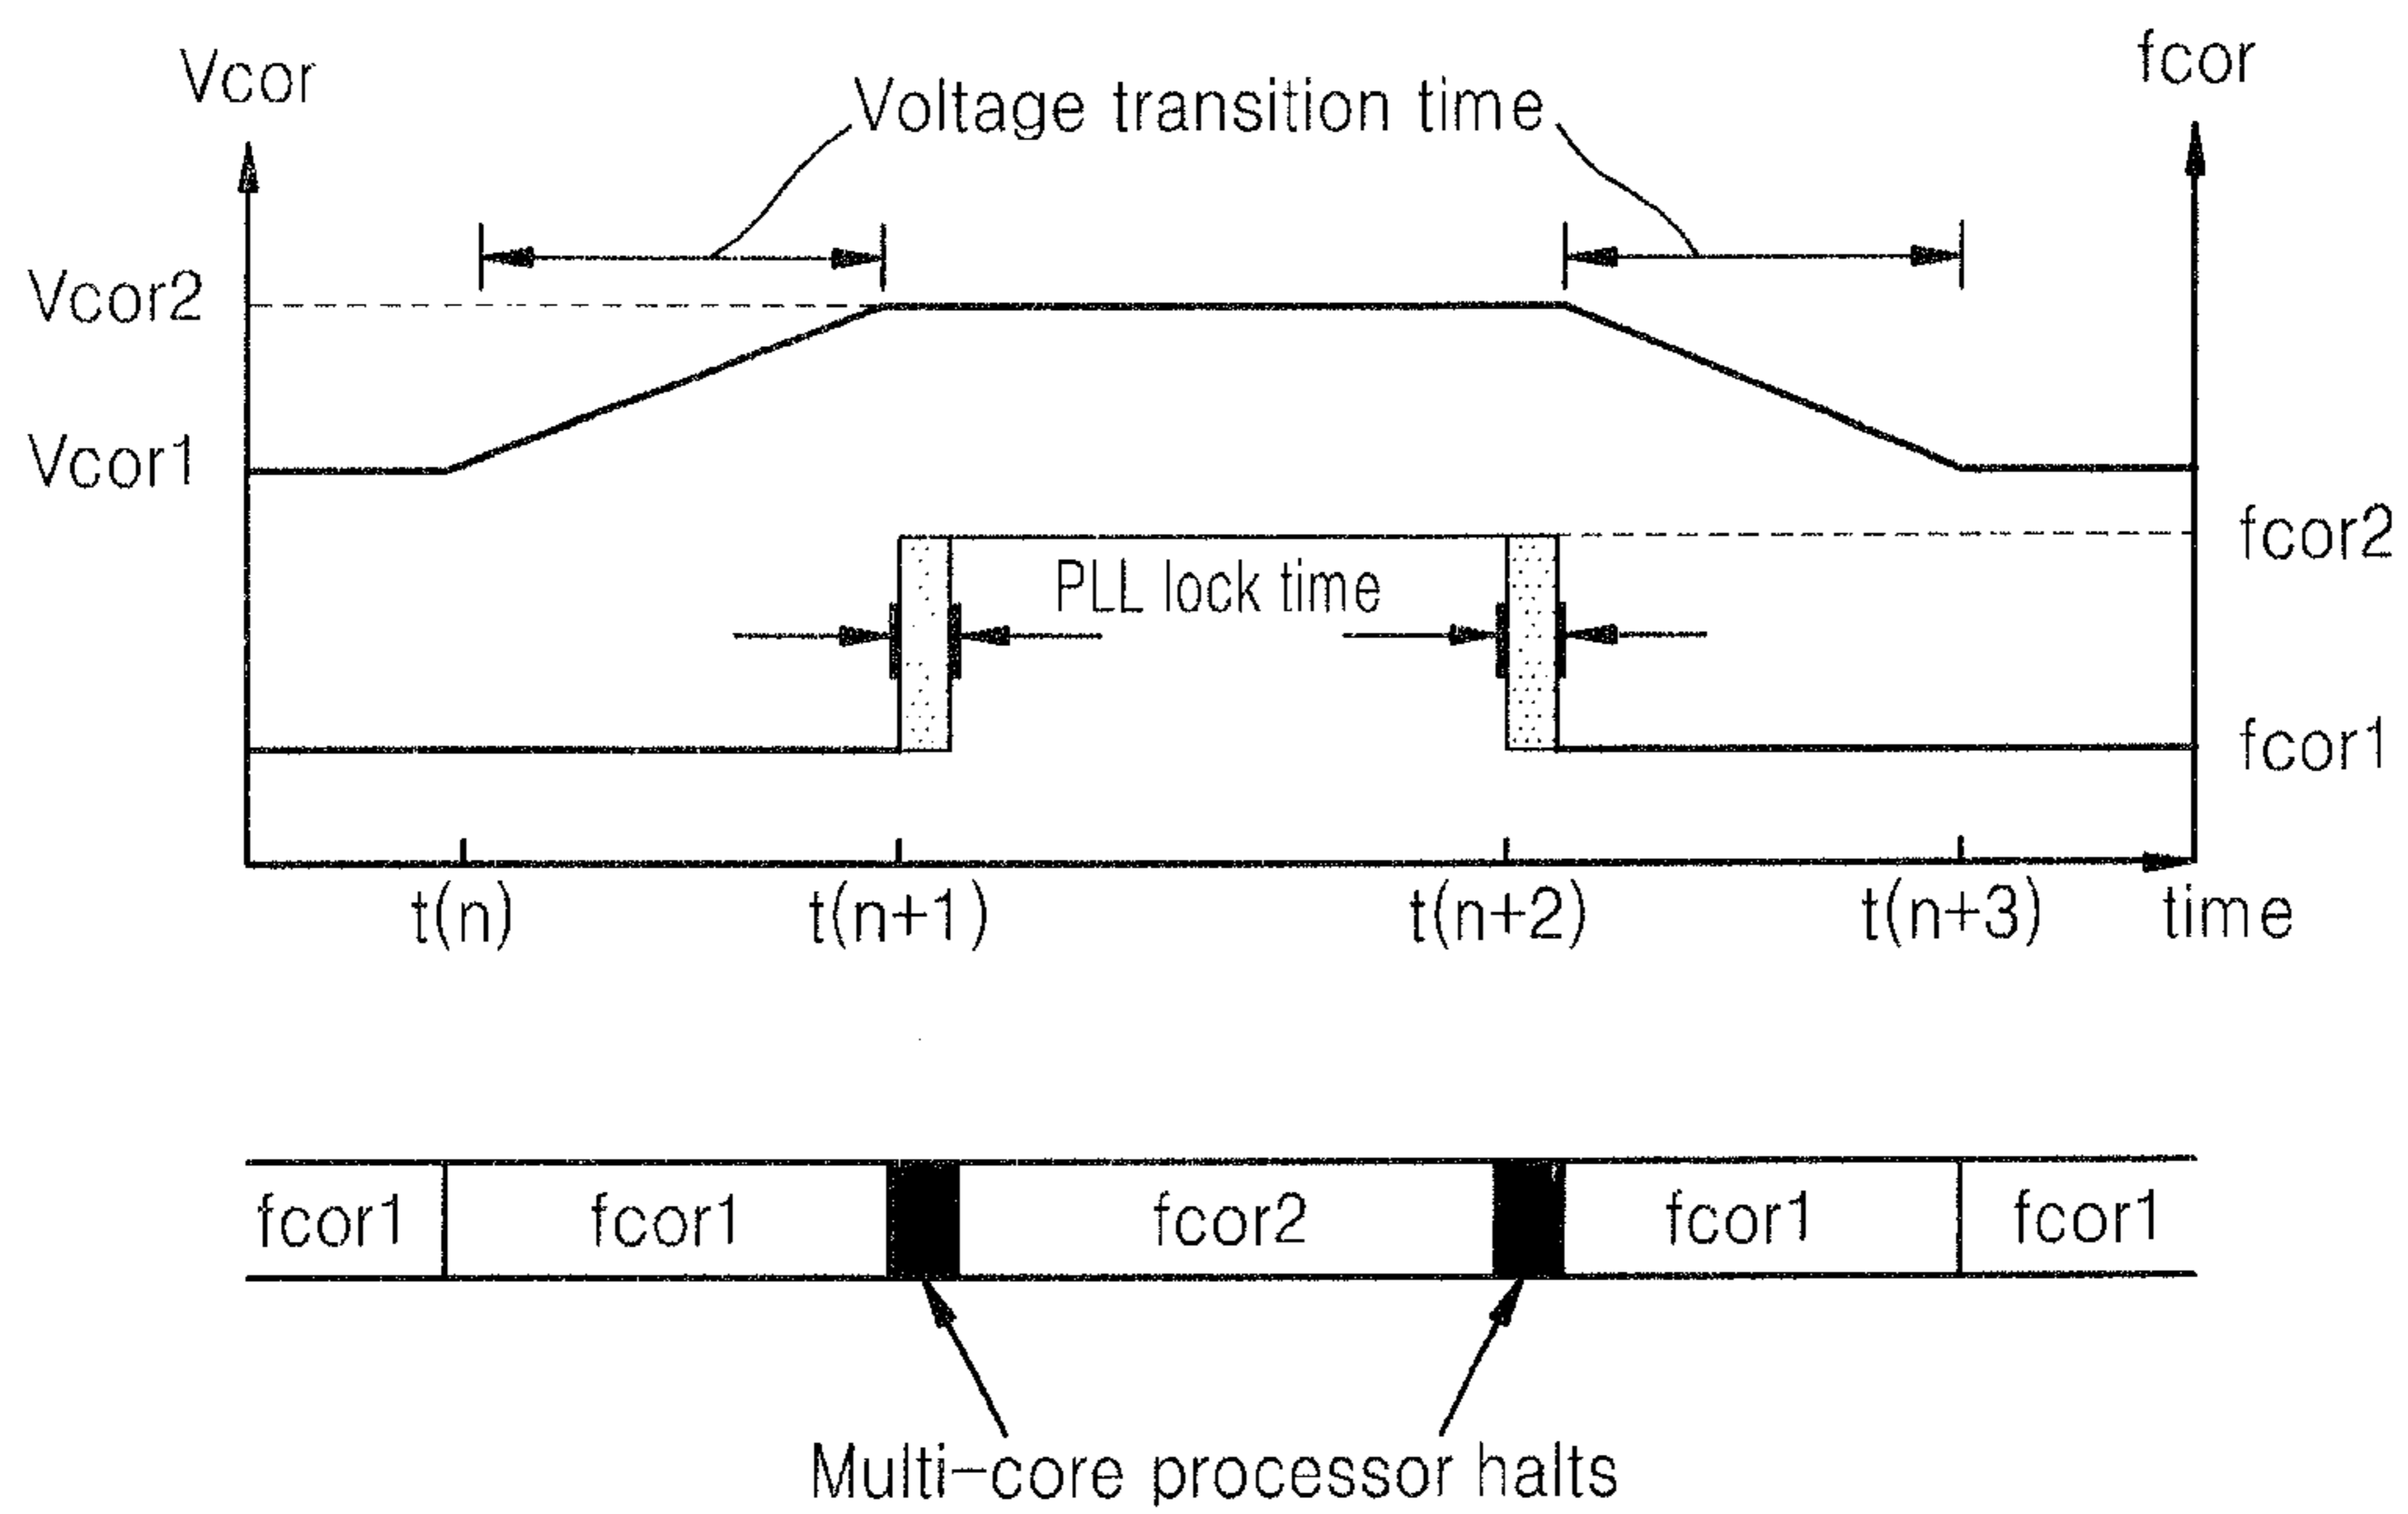 Vcor
fcor
Voltage transition time
Vcor2
Vcor1
fcor2
PLL lock time
fcor1
t(n) t(n+1) t(n+2) t(n+3) time
fcor1 fcor1 fcor2 fcor1 fcor1
Multi-core processor halts